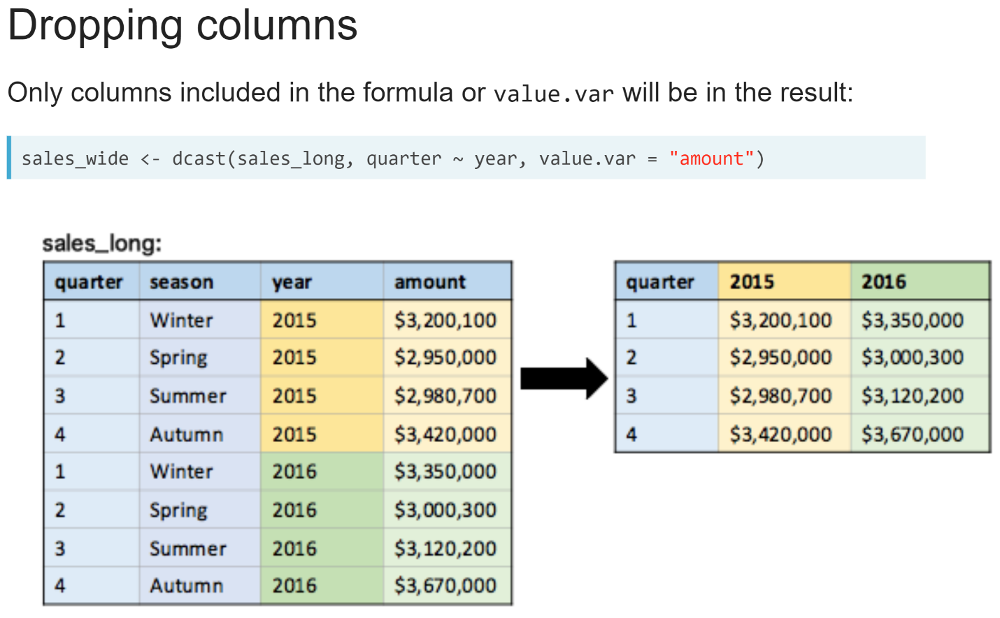 Dropping columns
Only columns included in the formula or value.var will be in the result:
sales_wide <- dcast(sales_long, quarter ~ year, value.var = "amount")
sales_long:
quarter season year amount
1 Winter 2015 $3,200,100
2 Spring 2015 $2,950,000
3 Summer 2015 $2,980,700
4 Autumn 2015 $3,420,000
1 Winter 2016 $3,350,000
2 Spring 2016 $3,000,300
3 Summer 2016 $3,120,200
4 Autumn 2016 $3,670,000
quarter 2015 2016
1 $3,200,100 $3,350,000
2 $2,950,000 $3,000,300
3 $2,980,700 $3,120,200
4 $3,420,000 $3,670,000